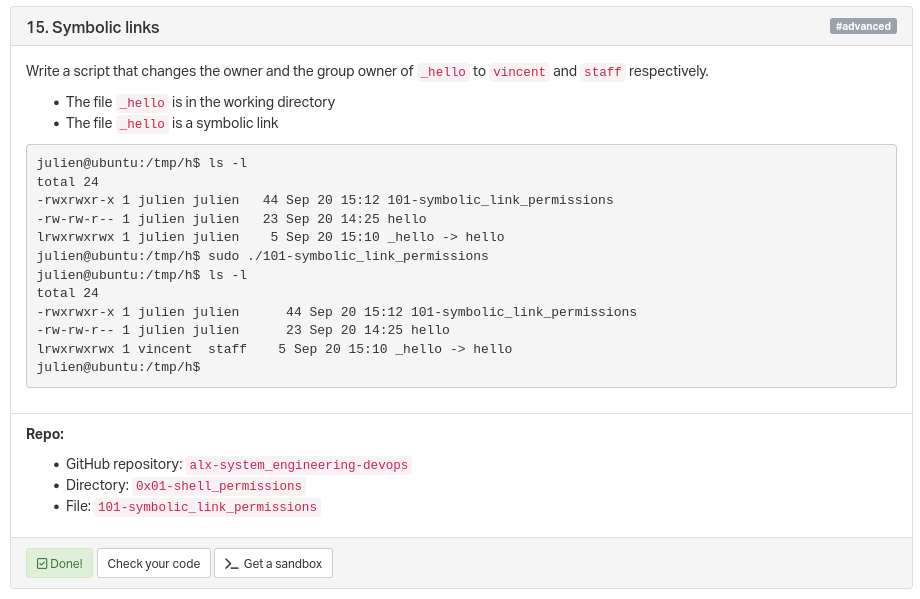 15. Symbolic links
#advanced
Write a script that changes the owner and the group owner of _hello to vincent and staff respectively.
• The file _hello is in the working directory
• The file _hello is a symbolic link
julien@ubuntu:/tmp/h$ ls -l
total 24
-rwxrwxr-x 1 julien julien   44 Sep 20 15:12 101-symbolic_link_permissions
-rw-rw-r-- 1 julien julien   23 Sep 20 14:25 hello
lrwxrwxrwx 1 julien julien    5 Sep 20 15:10 _hello -> hello
julien@ubuntu:/tmp/h$ sudo ./101-symbolic_link_permissions
julien@ubuntu:/tmp/h$ ls -l
total 24
-rwxrwxr-x 1 julien julien      44 Sep 20 15:12 101-symbolic_link_permissions
-rw-rw-r-- 1 julien julien      23 Sep 20 14:25 hello
lrwxrwxrwx 1 vincent  staff    5 Sep 20 15:10 _hello -> hello
julien@ubuntu:/tmp/h$
Repo:
• GitHub repository: alx-system_engineering-devops
• Directory: 0x01-shell_permissions
• File: 101-symbolic_link_permissions
Done! Check your code >_ Get a sandbox